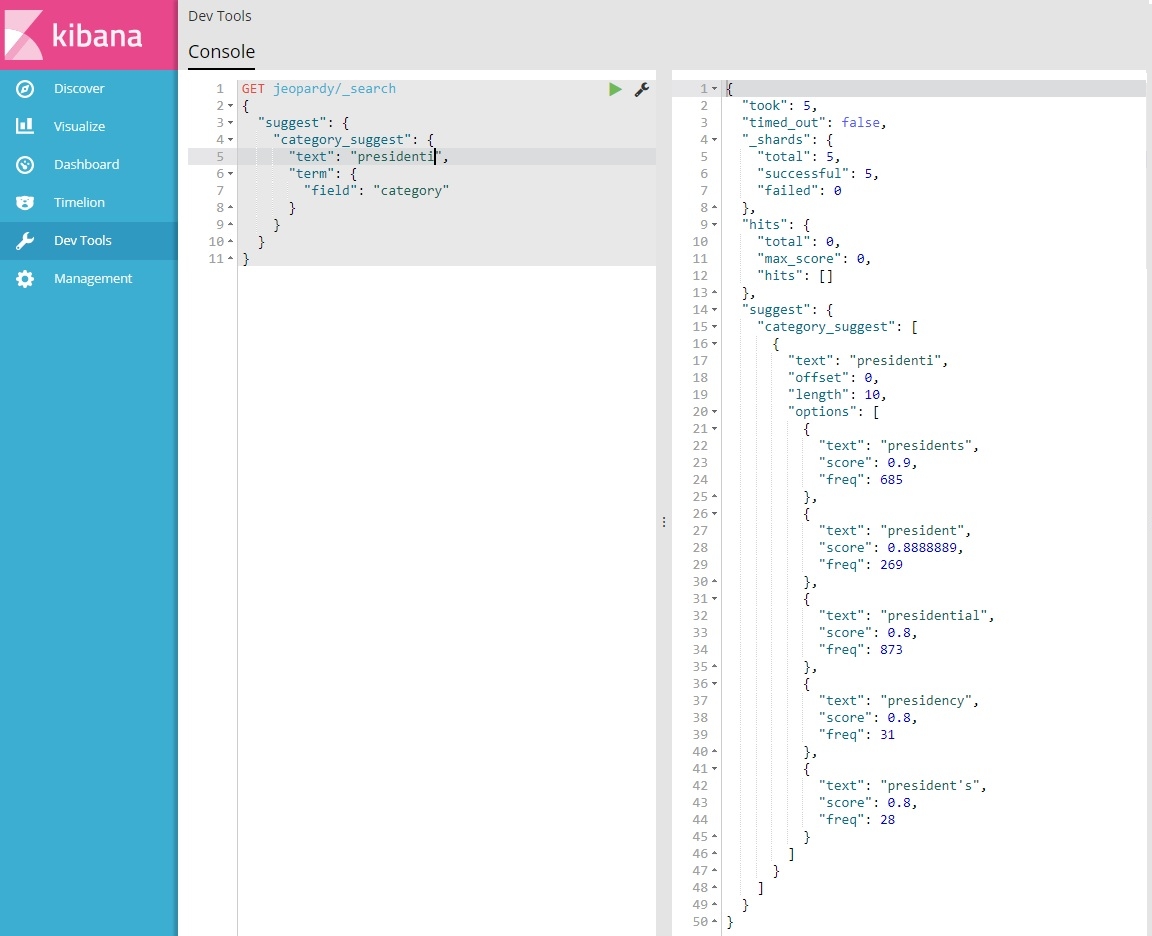 kibana
Discover
Visualize
Dashboard
Timelion
Dev Tools
Management
Dev Tools
Console
1 GET jeopardy/_search
2 {
3 "suggest": {
4 "category_suggest": {
5 "text": "presidenti",
6 "term": {
7 "field": "category"
8 }
9 }
10 }
11 }
1 {
2 "took": 5,
3 "timed_out": false,
4 "_shards": {
5 "total": 5,
6 "successful": 5,
7 "failed": 0
8 },
9 "hits": {
10 "total": 0,
11 "max_score": 0,
12 "hits": []
13 },
14 "suggest": {
15 "category_suggest": [
16 {
17 "text": "presidenti",
18 "offset": 0,
19 "length": 10,
20 "options": [
21 {
22 "text": "presidents",
23 "score": 0.9,
24 "freq": 685
25 },
26 {
27 "text": "president",
28 "score": 0.8888889,
29 "freq": 269
30 },
31 {
32 "text": "presidential",
33 "score": 0.8,
34 "freq": 873
35 },
36 {
37 "text": "presidency",
38 "score": 0.8,
39 "freq": 31
40 },
41 {
42 "text": "president's",
43 "score": 0.8,
44 "freq": 28
45 }
46 ]
47 }
48 ]
49 }
50 }